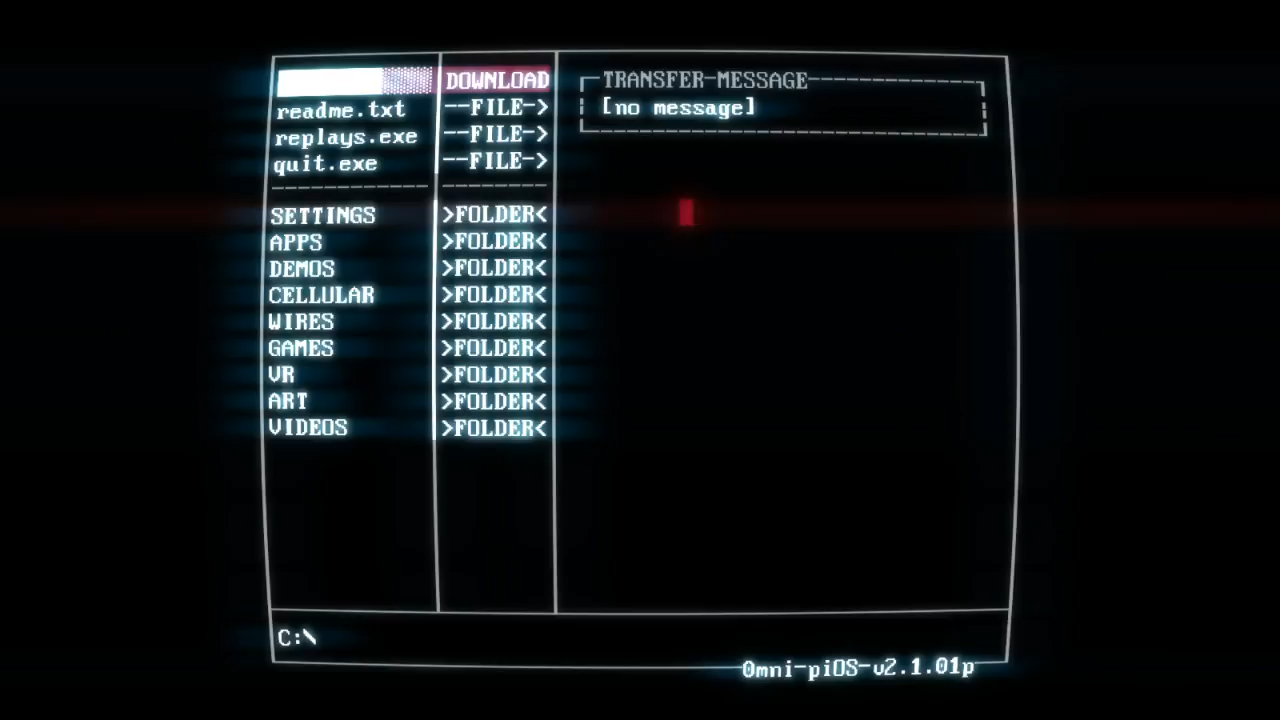 DOWNLOAD
readme.txt --FILE->
replays.exe --FILE->
quit.exe --FILE->
SETTINGS >FOLDER<
APPS >FOLDER<
DEMOS >FOLDER<
CELLULAR >FOLDER<
WIRES >FOLDER<
GAMES >FOLDER<
VR >FOLDER<
ART >FOLDER<
VIDEOS >FOLDER<
TRANSFER-MESSAGE
[no message]
C:\
0mni-piOS-v2.1.01p